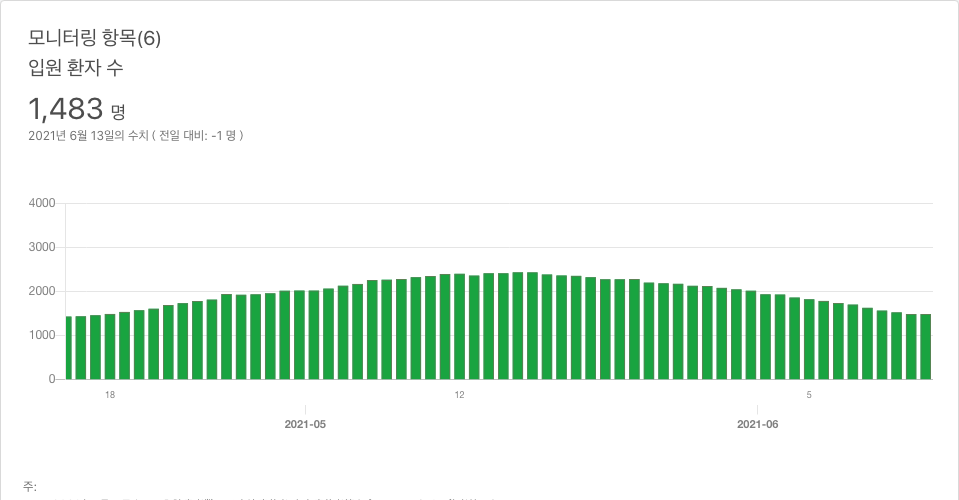 모니터링 항목(6)
입원 환자 수
1,483 명
2021년 6월 13일의 수치 ( 전일 대비: -1 명 )
4000
3000
2000
1000
0
18 12 5
2021-05 2021-06
주: